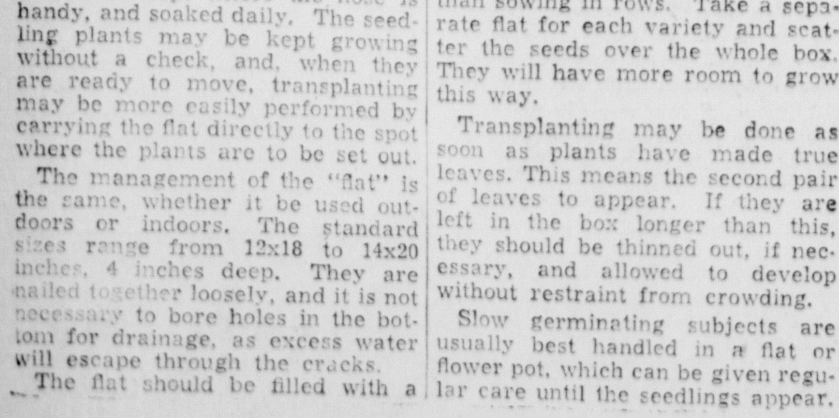 handy, and soaked daily. The seed-
ling plants may be kept growing
without a check, and, when they
are ready to move, transplanting
may be more easily performed by
carrying the flat directly to the spot
where the plants are to be set out.
The management of the "flat" is
the same, whether it be used out-
doors or indoors. The standard
sizes range from 12x18 to 14x20
inches, 4 inches deep. They are
nailed together loosely, and it is not
necessary to bore holes in the bot-
tom for drainage, as excess water
will escape through the cracks.
The flat should be filled with a
than sowing in rows. Take a sepa-
rate flat for each variety and scat-
ter the seeds over the whole box.
They will have more room to grow
this way.
Transplanting may be done as
soon as plants have made true
leaves. This means the second pair
of leaves to appear. If they are
left in the box longer than this,
they should be thinned out, if nec-
essary, and allowed to develop
without restraint from crowding.
Slow germinating subjects are
usually best handled in a flat or
flower pot, which can be given regu-
lar care until the seedlings appear.